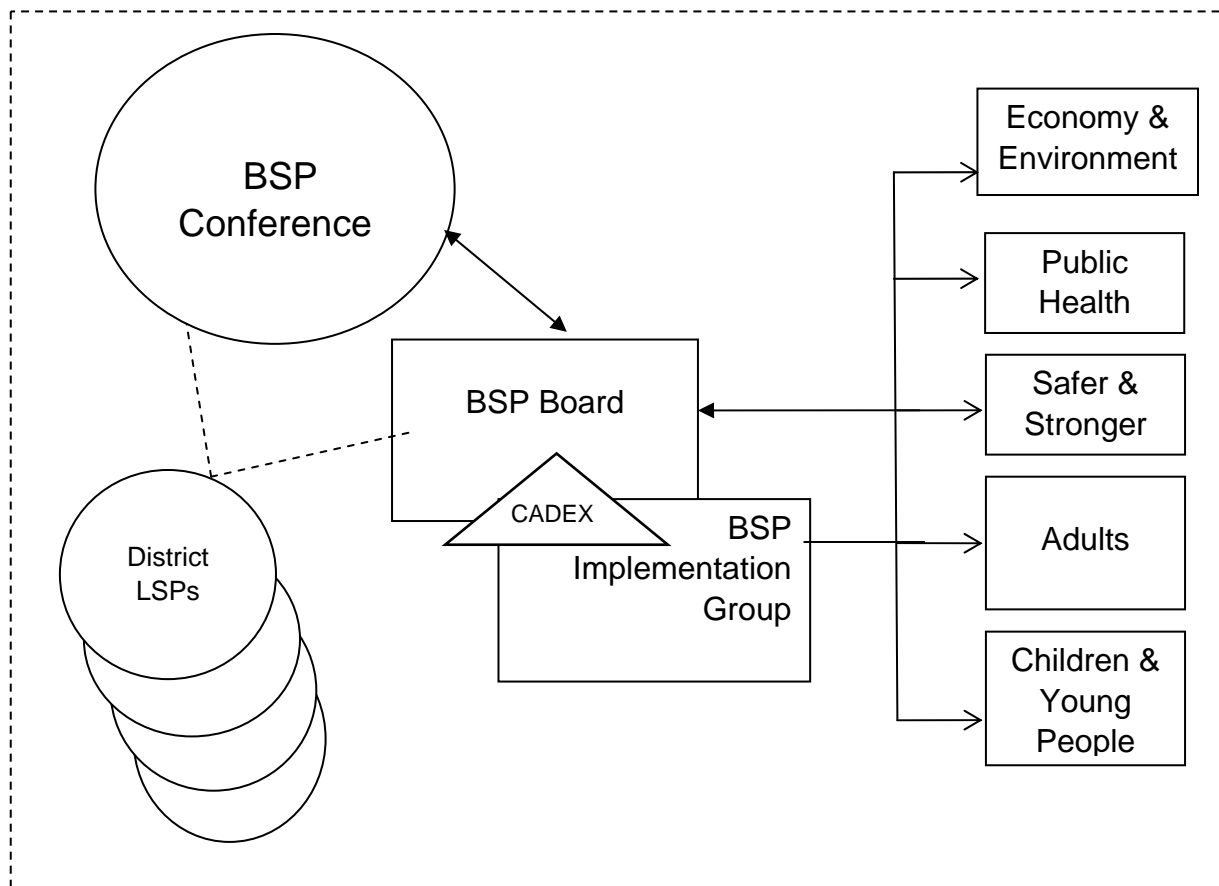 BSP
Conference
BSP Board
CADEX
BSP
Implementation
Group
District
LSPs
Economy &
Environment
Public
Health
Safer &
Stronger
Adults
Children &
Young
People